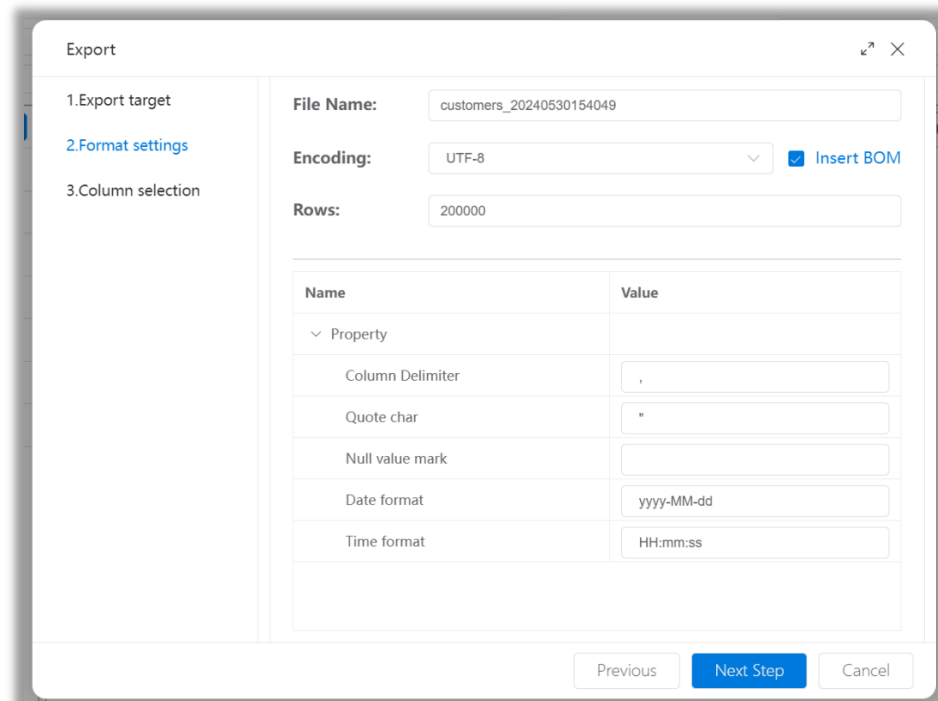 Export
1.Export target
2.Format settings
3.Column selection
File Name: customers_20240530154049
Encoding: UTF-8 Insert BOM
Rows: 200000
Name Value
Property
Column Delimiter ,
Quote char "
Null value mark
Date format yyyy-MM-dd
Time format HH:mm:ss
Previous Next Step Cancel